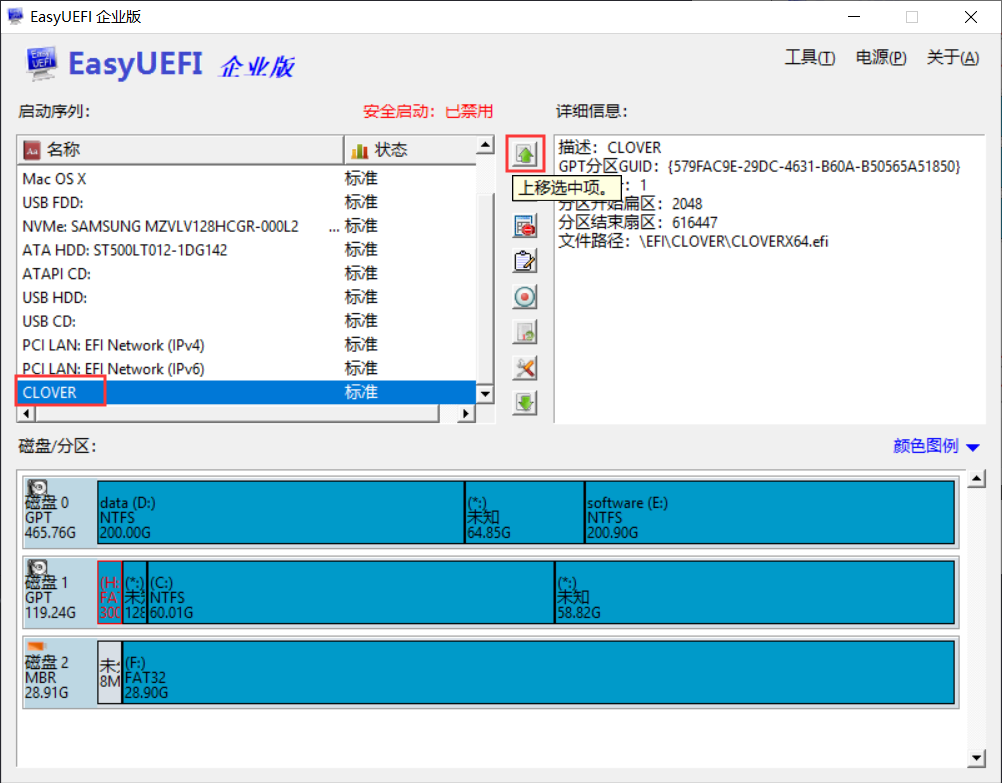 EasyUEFI 企业版
EasyUEFI 企业版
工具(T) 电源(P) 关于(A)
启动序列: 安全启动: 已禁用 详细信息:
名称 状态
Mac OS X 标准
USB FDD: 标准
NVMe: SAMSUNG MZVLV128HCGR-000L2 ... 标准
ATA HDD: ST500LT012-1DG142 标准
ATAPI CD: 标准
USB HDD: 标准
USB CD: 标准
PCI LAN: EFI Network (IPv4) 标准
PCI LAN: EFI Network (IPv6) 标准
CLOVER 标准
上移选中项。
描述: CLOVER
GPT分区GUID: {579FAC9E-29DC-4631-B60A-B50565A51850}
: 1
分区开始扇区: 2048
分区结束扇区: 616447
文件路径: \EFI\CLOVER\CLOVERX64.efi
磁盘/分区: 颜色图例
磁盘 0
GPT
465.76G
data (D:)
NTFS
200.00G
(*:)
未知
64.85G
software (E:)
NTFS
200.90G
磁盘 1
GPT
119.24G
(H:
FA
300
(*:)
未
128
(C:)
NTFS
60.01G
(*:)
未知
58.82G
磁盘 2
MBR
28.91G
未
8M
(F:)
FAT32
28.90G